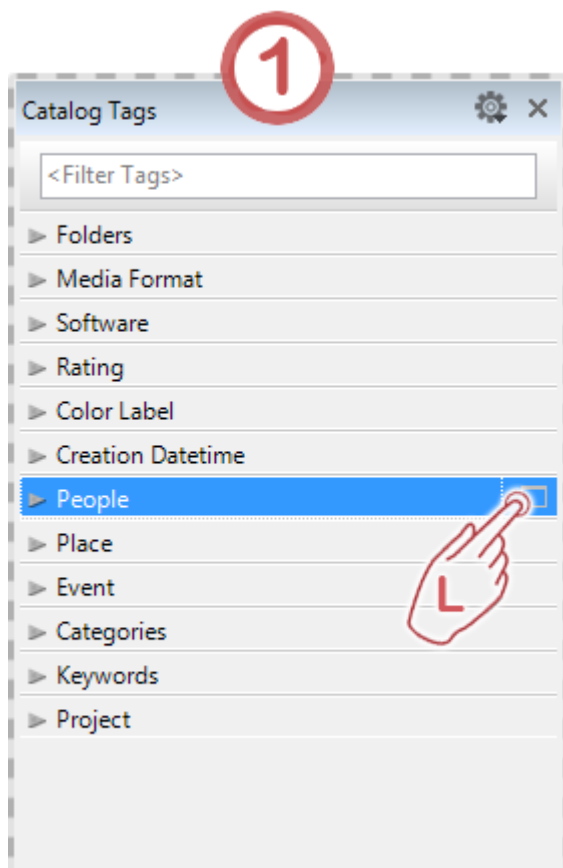 1
Catalog Tags
<Filter Tags>
Folders
Media Format
Software
Rating
Color Label
Creation Datetime
People
Place
Event
L
Categories
Keywords
Project